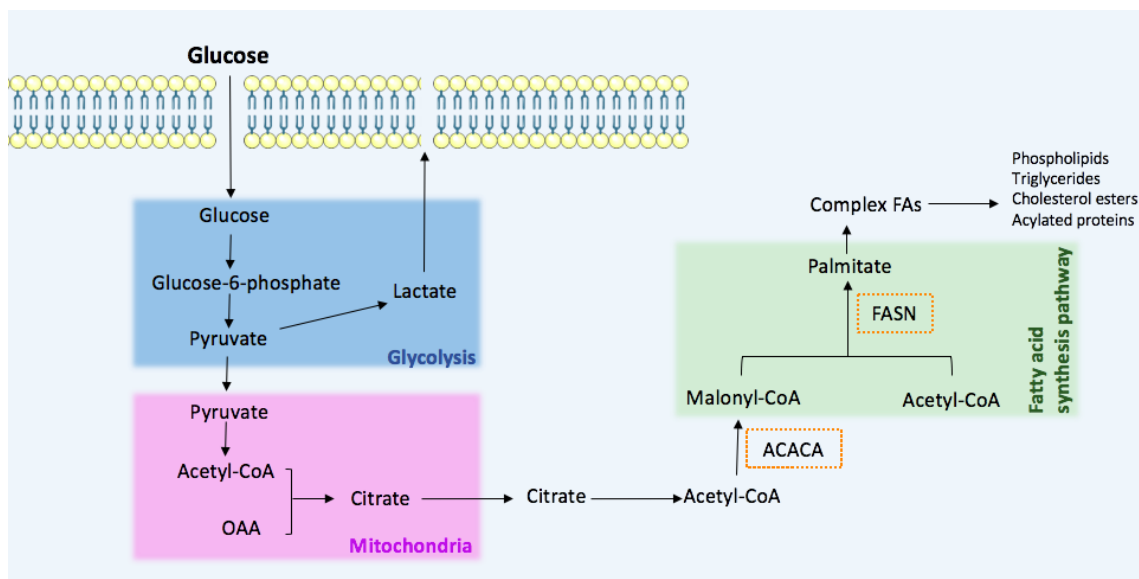 Glucose
Glucose
Glucose-6-phosphate
Pyruvate
Lactate
Glycolysis
Pyruvate
Acetyl-CoA
OAA
Citrate
Mitochondria
Citrate
Acetyl-CoA
ACACA
Malonyl-CoA
Acetyl-CoA
FASN
Palmitate
Fatty acid
synthesis pathway
Complex FAs
Phospholipids
Triglycerides
Cholesterol esters
Acylated proteins